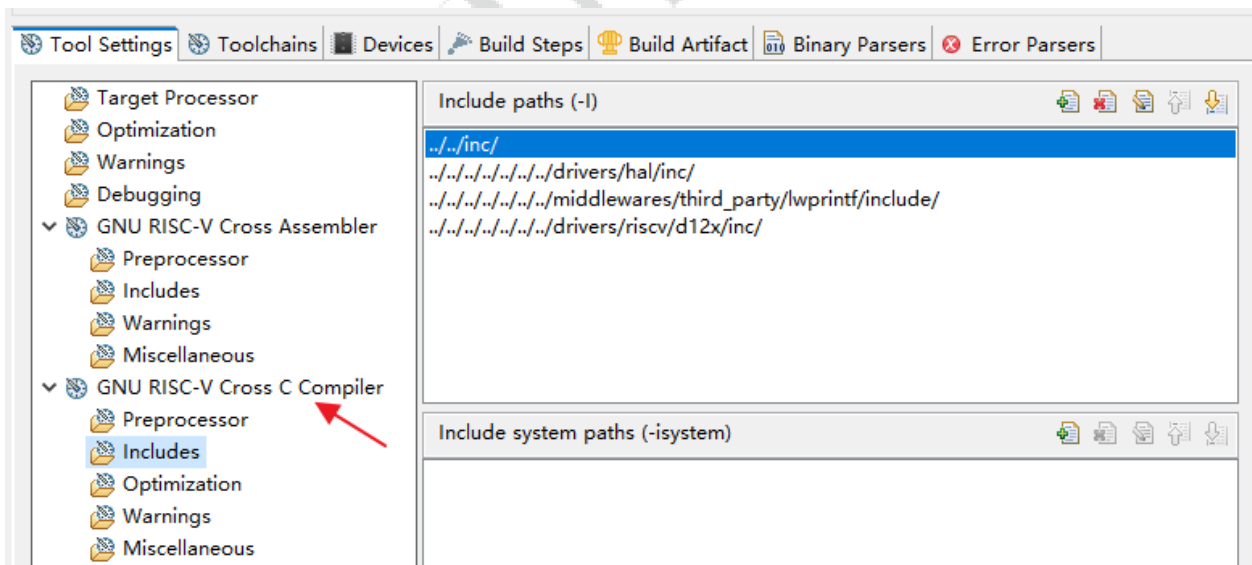 Tool Settings Toolchains Devices Build Steps Build Artifact Binary Parsers Error Parsers
Target Processor
Optimization
Warnings
Debugging
GNU RISC-V Cross Assembler
Preprocessor
Includes
Warnings
Miscellaneous
GNU RISC-V Cross C Compiler
Preprocessor
Includes
Optimization
Warnings
Miscellaneous
Include paths (-I)
../../inc/
../../../../../../../drivers/hal/inc/
../../../../../../../middlewares/third_party/lwprintf/include/
../../../../../../../drivers/riscv/d12x/inc/
Include system paths (-isystem)